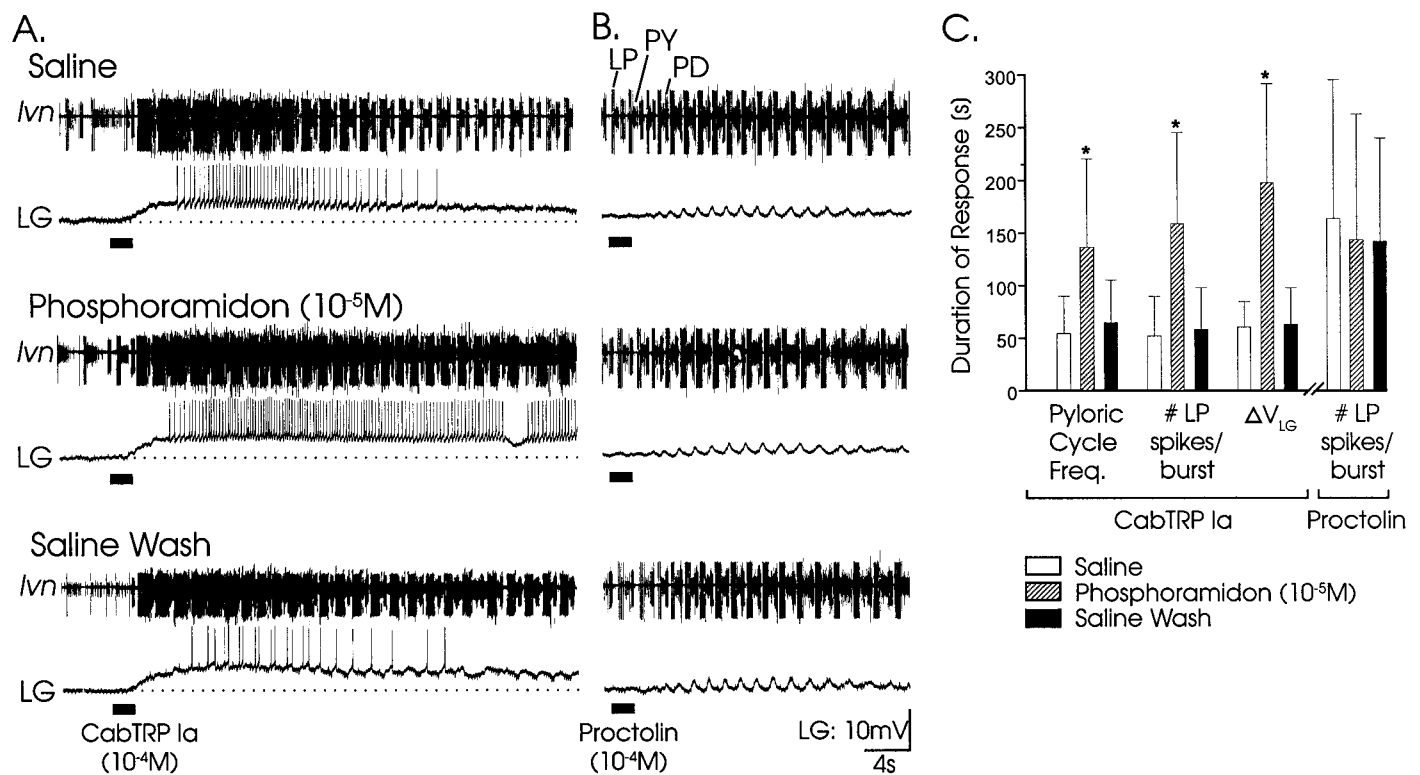 A.
Saline
lvn
LG
Phosphoramidon (10-5M)
lvn
LG
Saline Wash
lvn
LG
CabTRP Ia
(10-4M)
B.
LP
PY
PD
Proctolin
(10-4M)
LG: 10mV
4s
C.
Duration of Response (s)
300
250
200
150
100
50
0
*
*
*
Pyloric
Cycle
Freq.
# LP
spikes/
burst
ΔVLG
# LP
spikes/
burst
CabTRP Ia
Proctolin
Saline
Phosphoramidon (10-5M)
Saline Wash